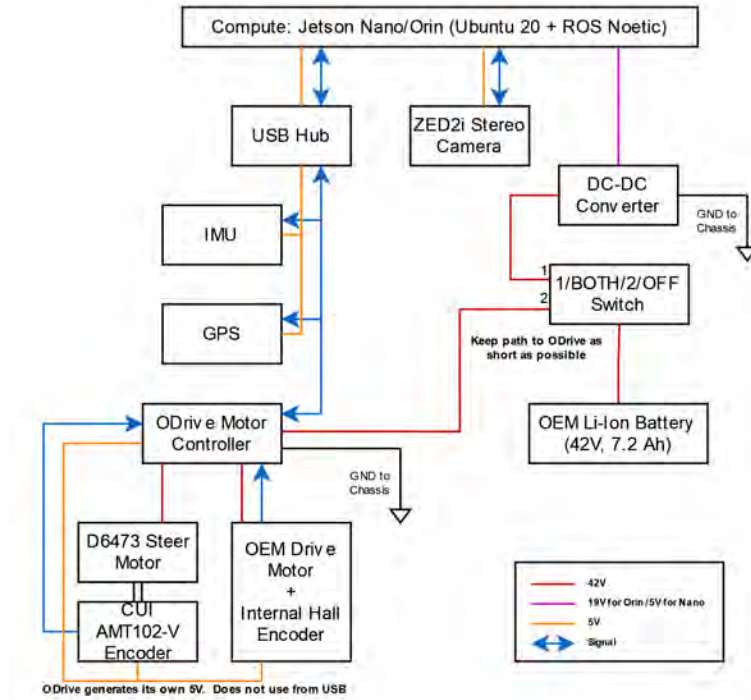 Compute: Jetson Nano/Orin (Ubuntu 20 + ROS Noetic)
USB Hub
ZED2i Stereo
Camera
DC-DC
Converter
IMU
GND to
Chassis
1
2
1/BOTH/2/OFF
Switch
GPS
Keep path to ODrive as
short as possible
ODrive Motor
Controller
OEM Li-Ion Battery
(42V, 7.2 Ah)
GND to
Chassis
D6473 Steer
Motor
OEM Drive
Motor
+
Internal Hall
Encoder
CUI
AMT102-V
Encoder
42V
19V for Orin/5V for Nano
5V
Signal
ODrive generates its own 5V. Does not use from USB